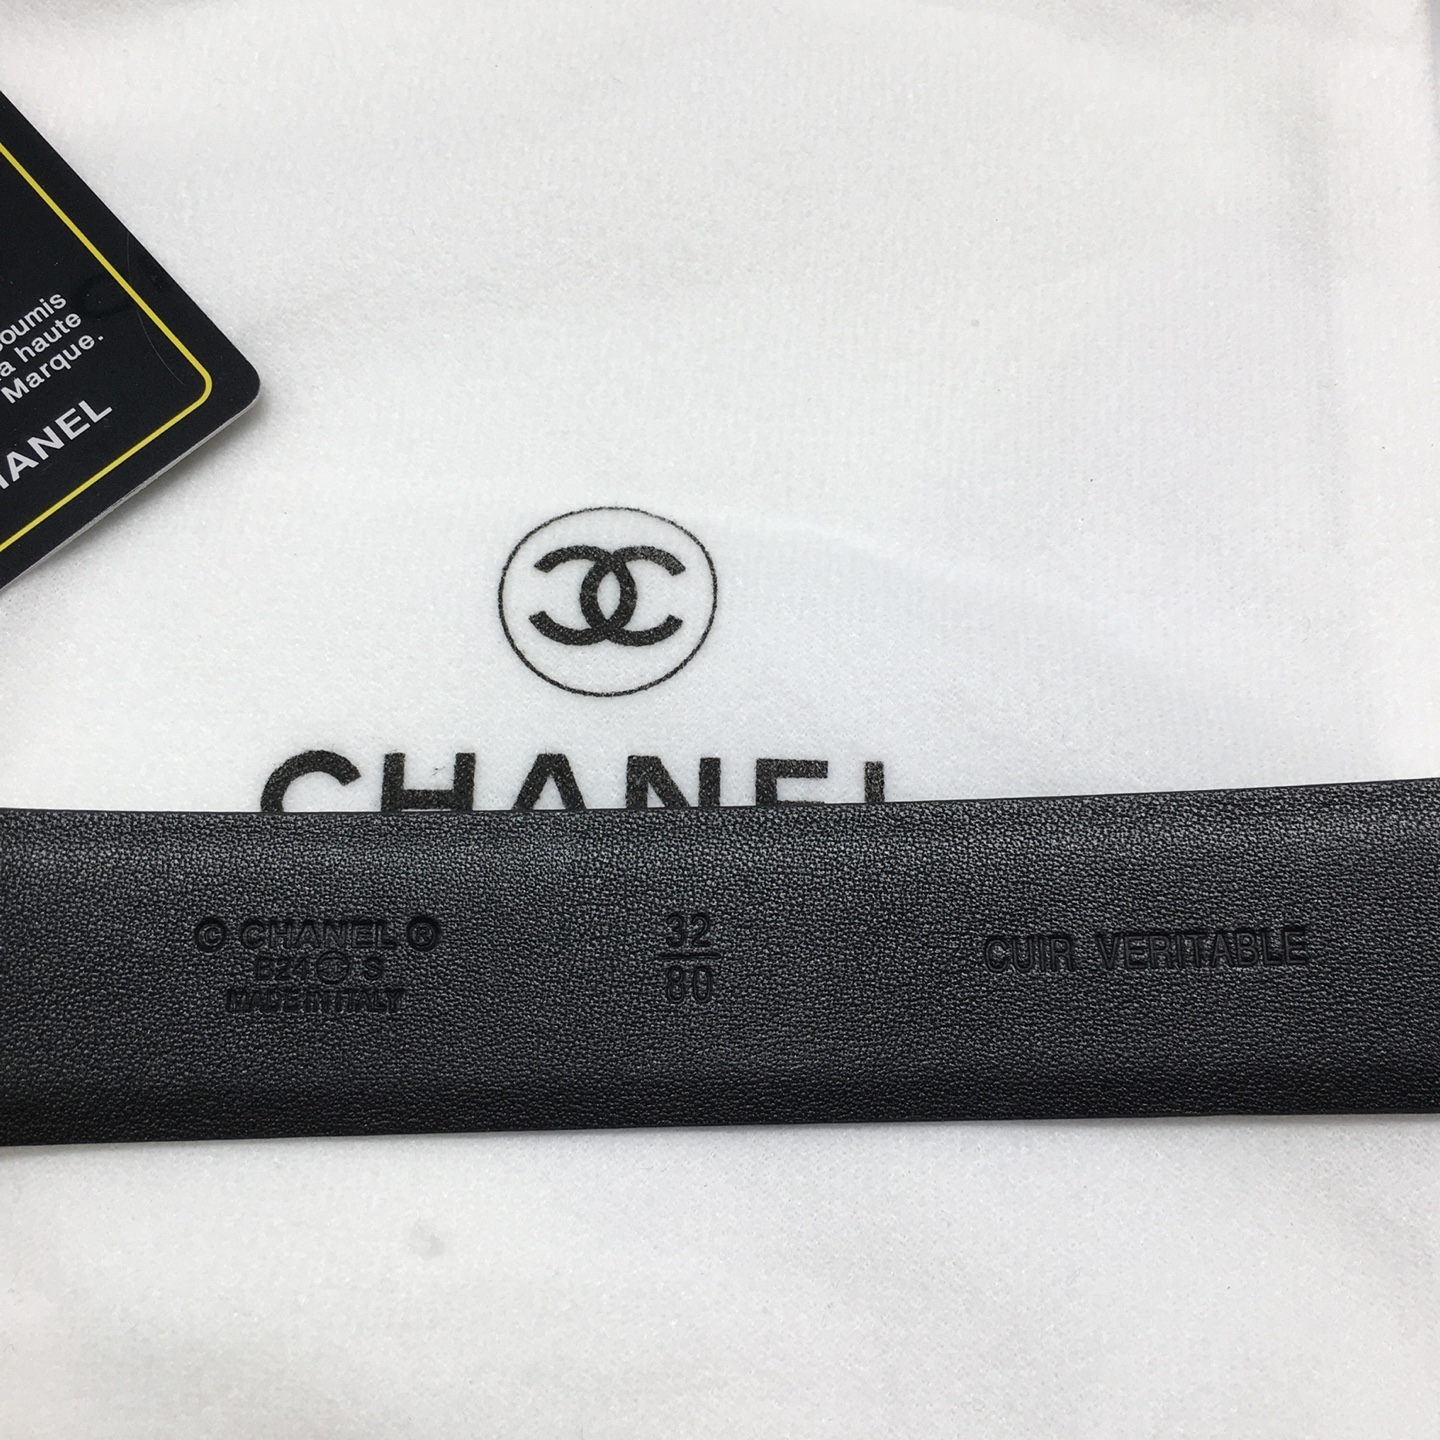 oumis
a haute
Marque.
HANEL
CHANEL
© CHANEL ®
B24 S
MADE IN ITALY
32
80
CUIR VERITABLE